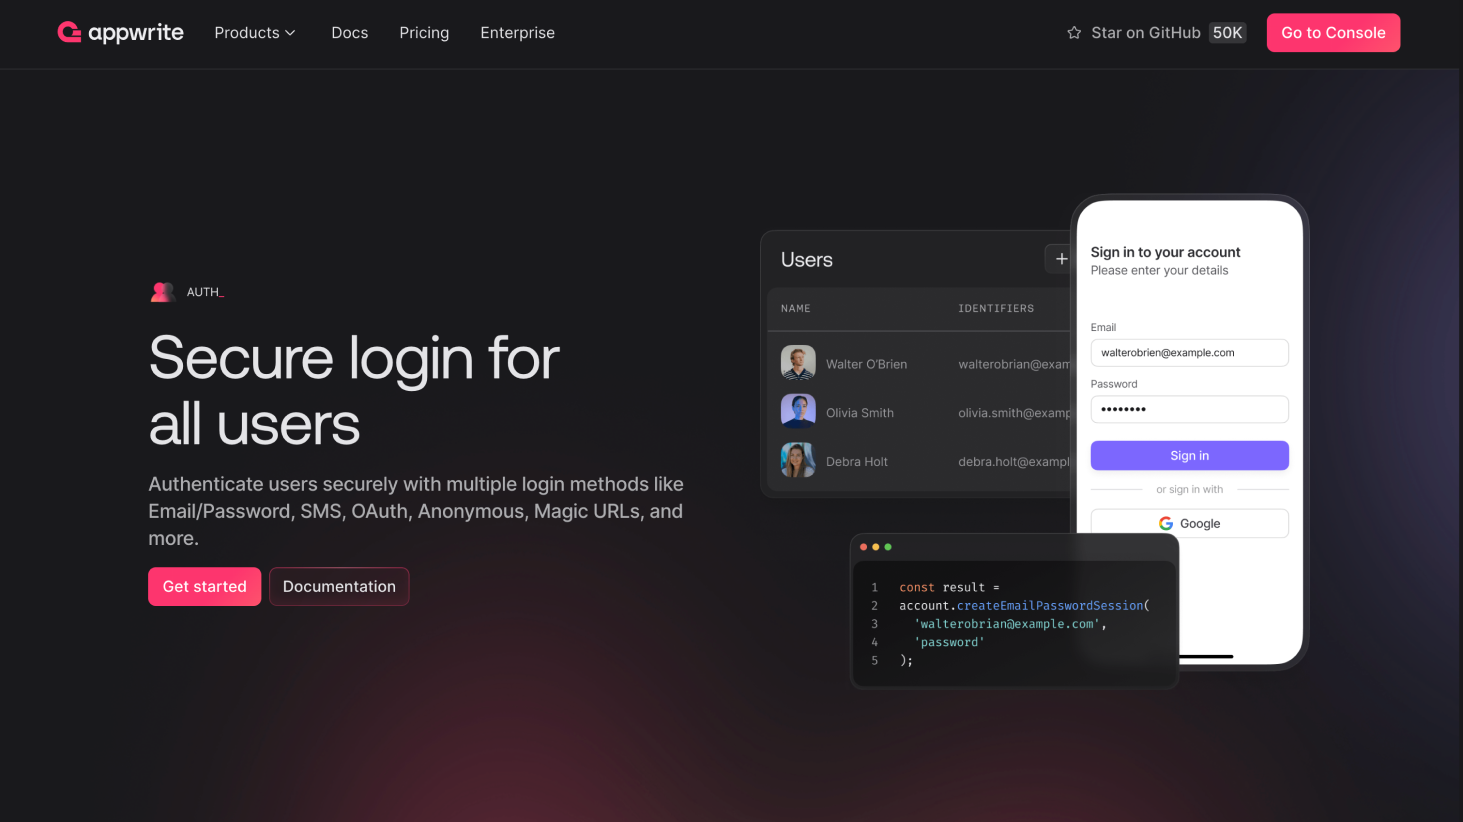 appwrite
Products
Docs
Pricing
Enterprise
Star on GitHub 50K
Go to Console
AUTH_
Secure login for
all users
Authenticate users securely with multiple login methods like
Email/Password, SMS, OAuth, Anonymous, Magic URLs, and
more.
Get started
Documentation
Users
+
NAME IDENTIFIERS
Walter O'Brien walterobrian@exam
Olivia Smith olivia.smith@examp
Debra Holt debra.holt@exampl
Sign in to your account
Please enter your details
Email
walterobrien@example.com
Password
••••••••
Sign in
or sign in with
Google
1 const result =
2 account.createEmailPasswordSession(
3 'walterobrian@example.com',
4 'password'
5 );